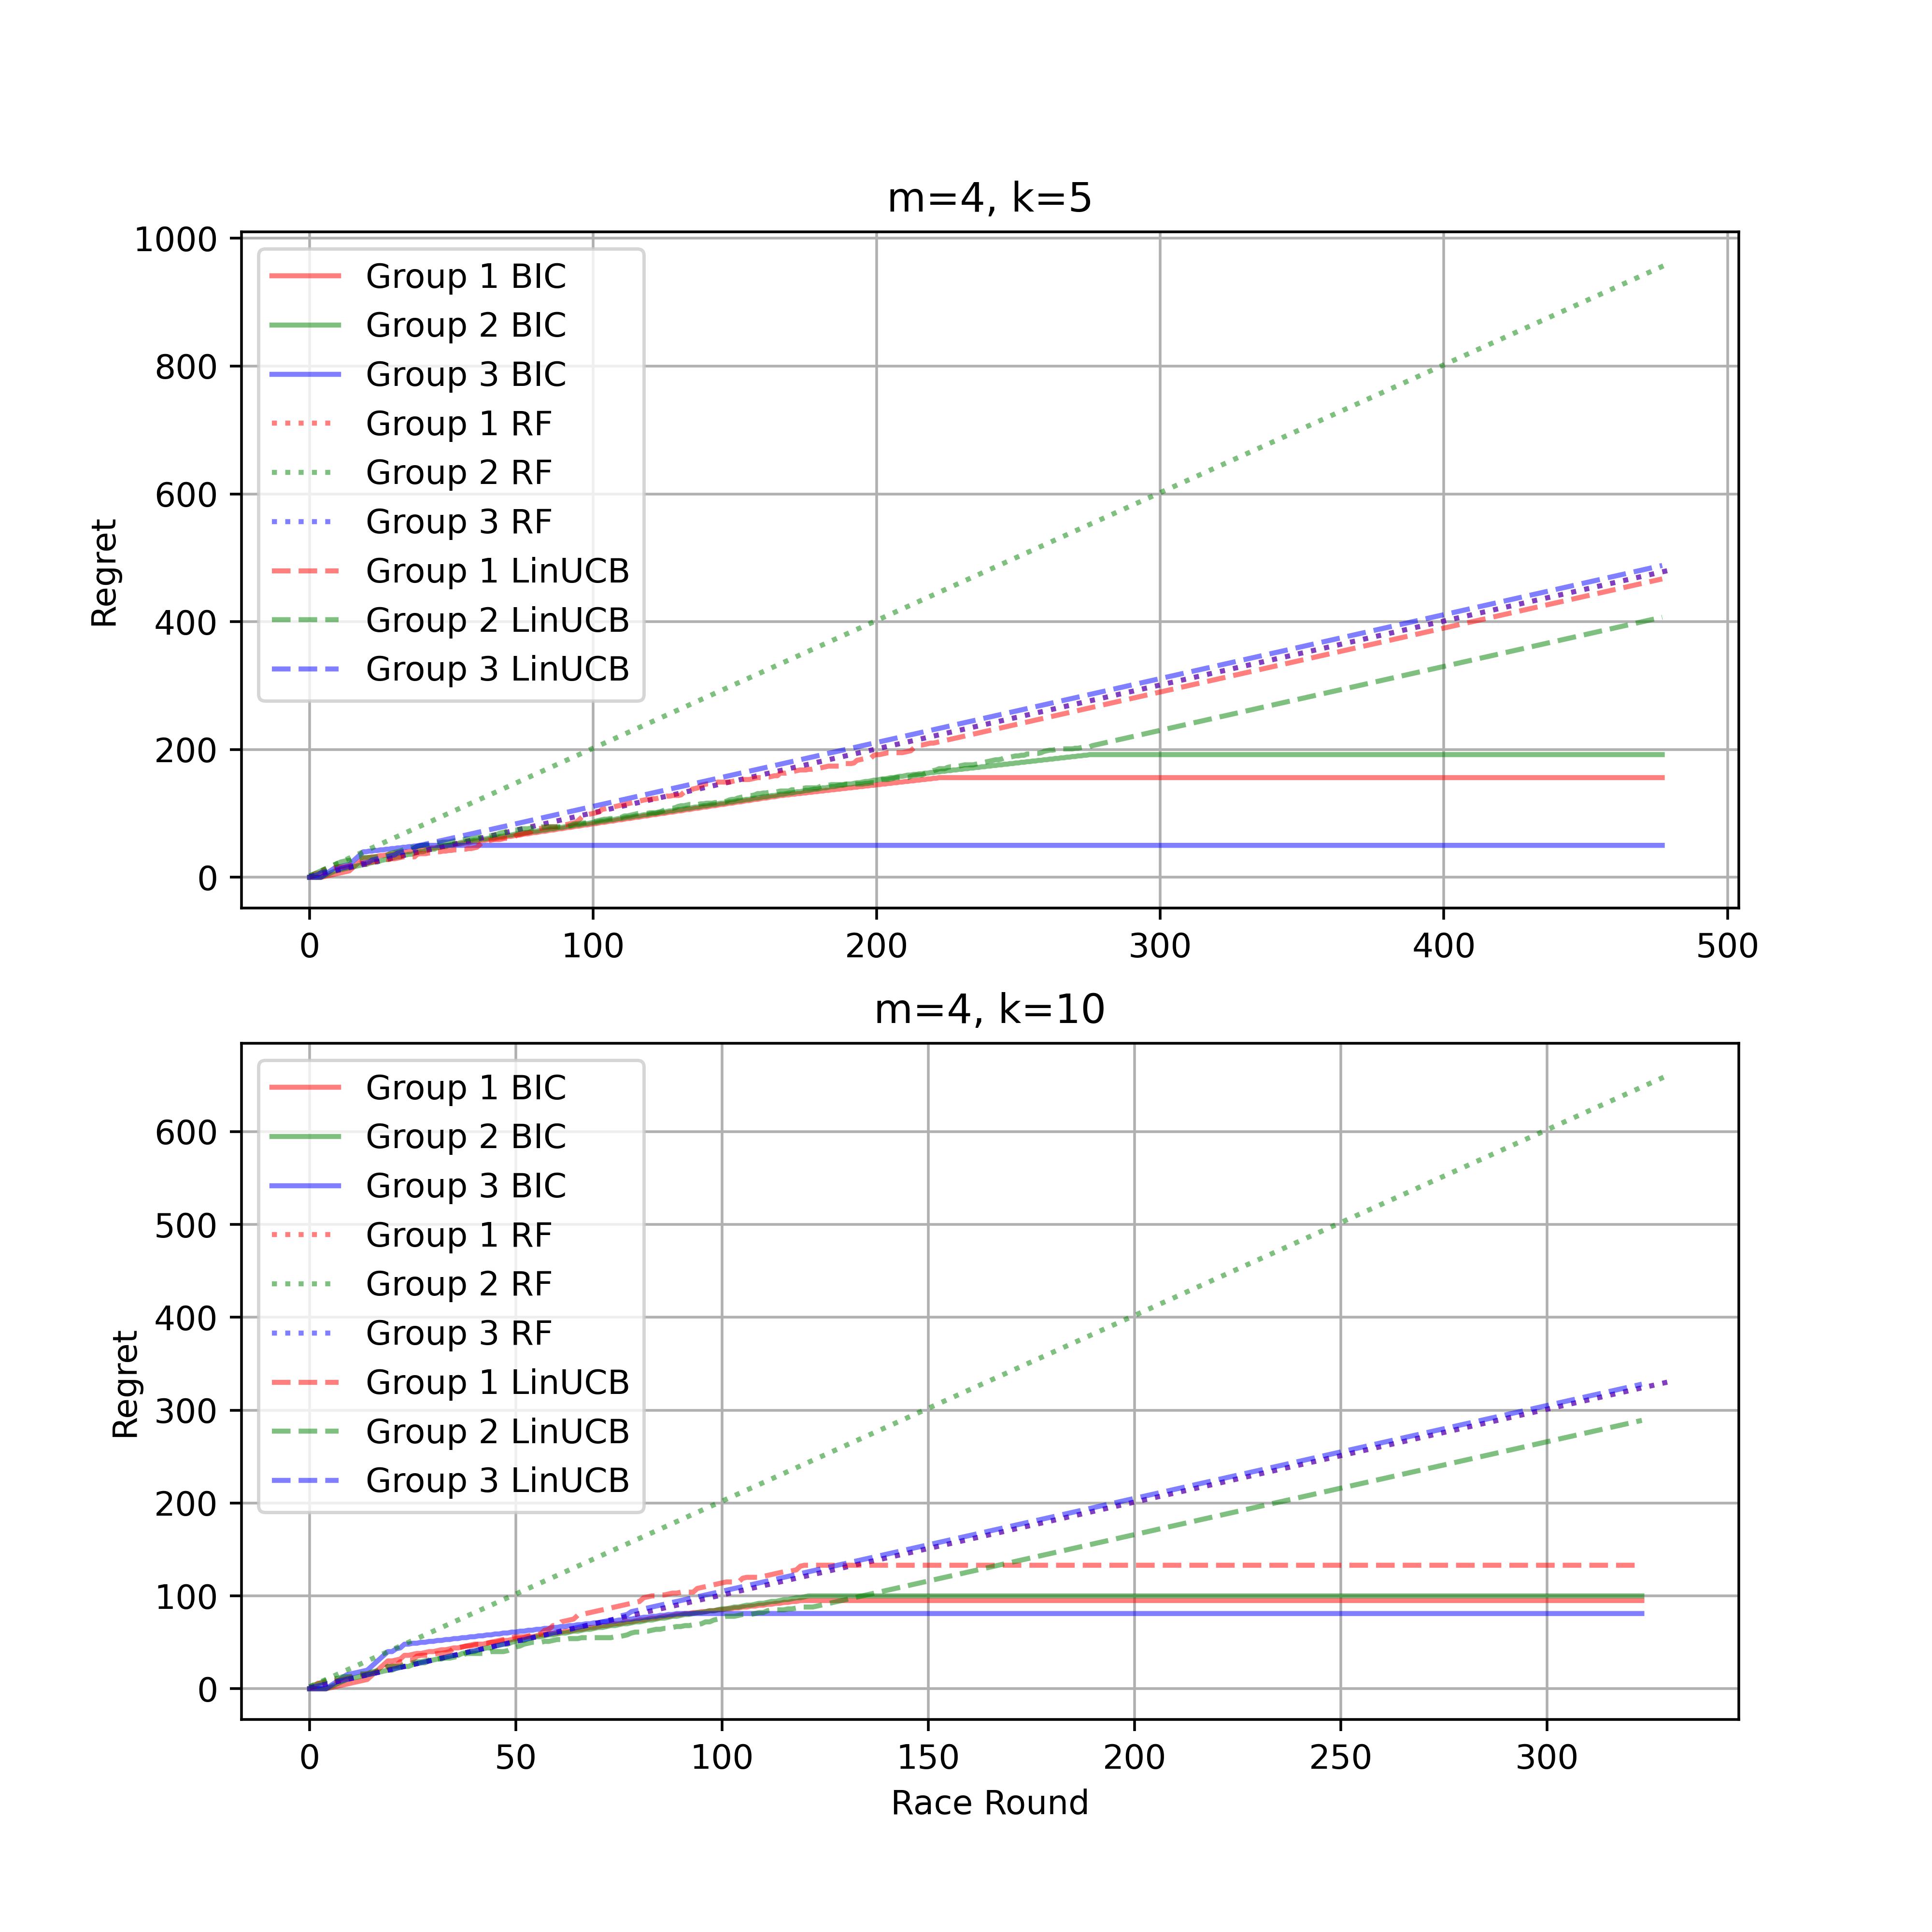 m=4, k=5
1000
800
600
400
200
0
Regret
Group 1 BIC
Group 2 BIC
Group 3 BIC
Group 1 RF
Group 2 RF
Group 3 RF
Group 1 LinUCB
Group 2 LinUCB
Group 3 LinUCB
0 100 200 300 400 500
m=4, k=10
600
500
400
300
200
100
0
Regret
Group 1 BIC
Group 2 BIC
Group 3 BIC
Group 1 RF
Group 2 RF
Group 3 RF
Group 1 LinUCB
Group 2 LinUCB
Group 3 LinUCB
0 50 100 150 200 250 300
Race Round